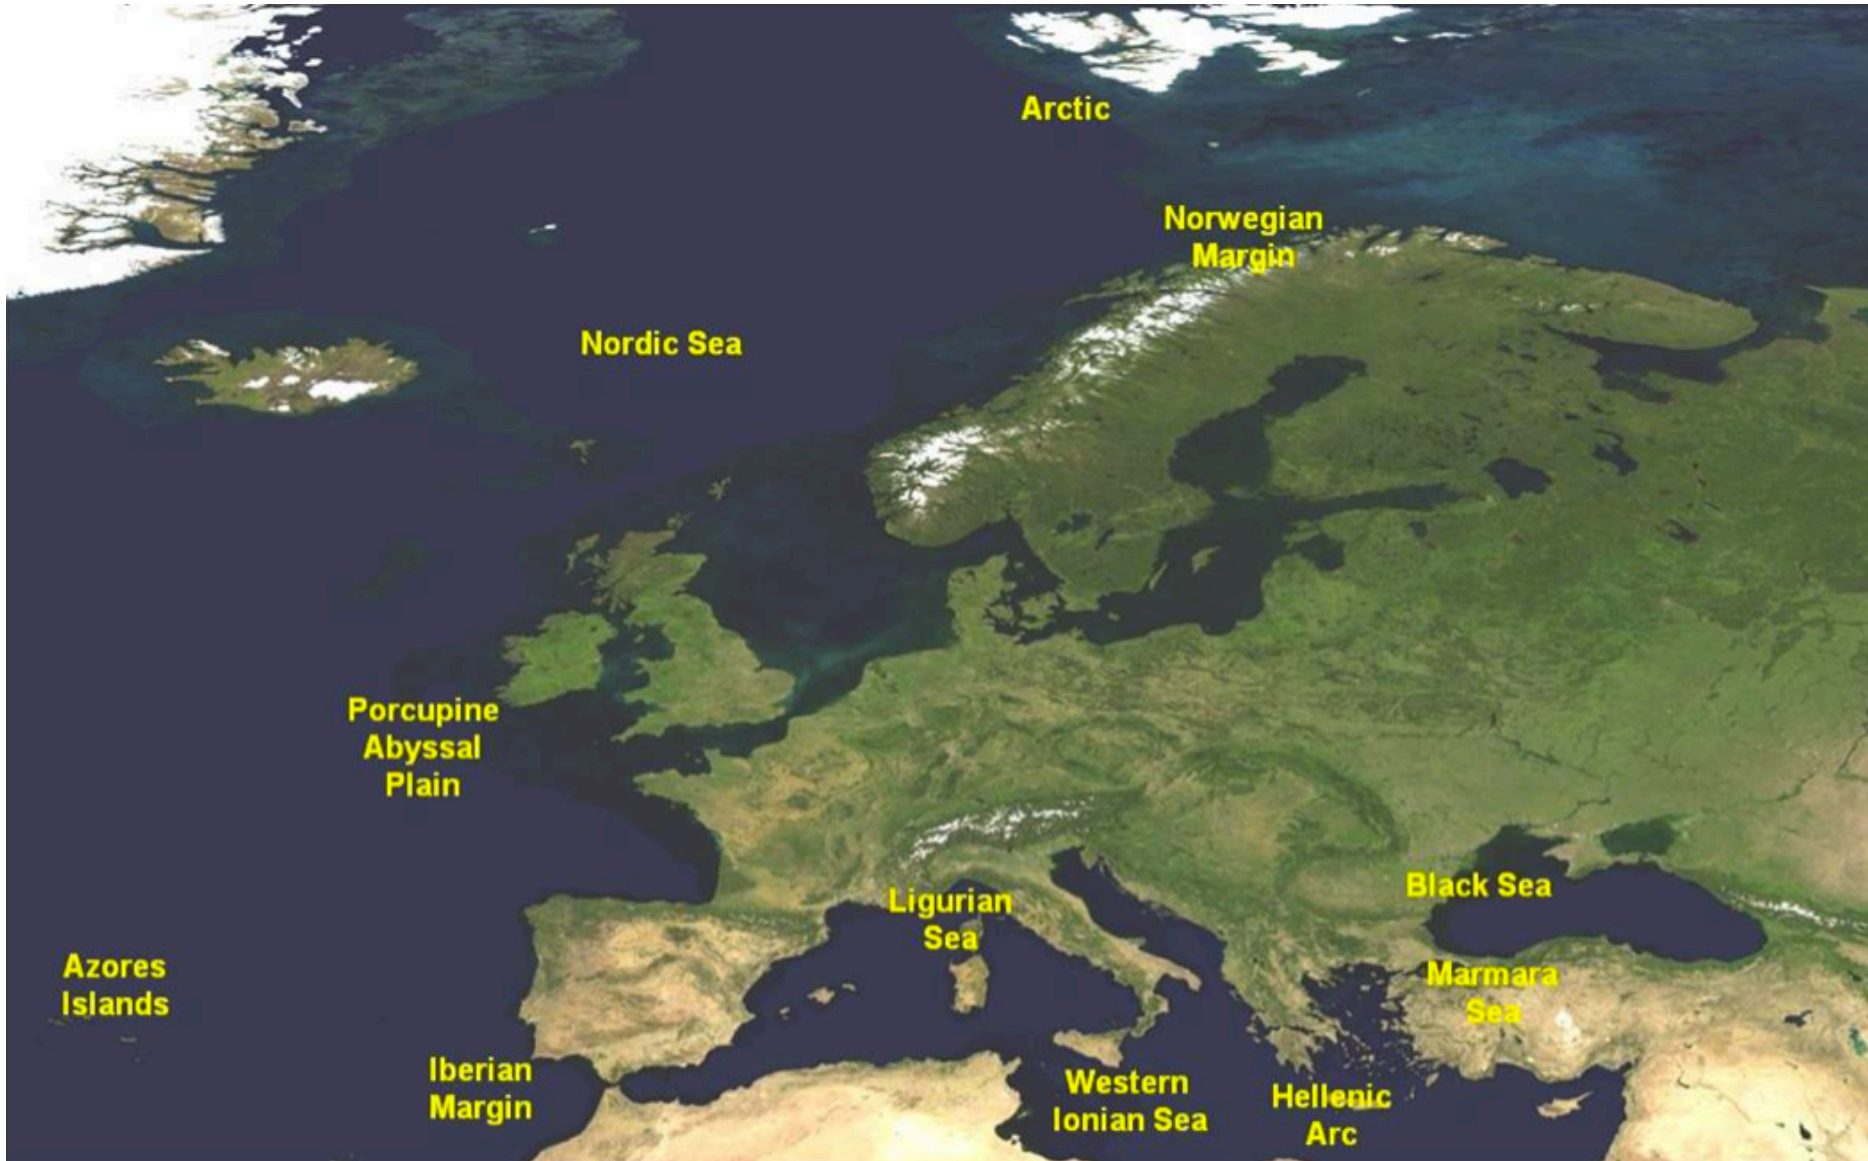 Arctic
Norwegian
Margin
Nordic Sea
Porcupine
Abyssal
Plain
Black Sea
Ligurian
Sea
Azores
Islands
Marmara
Sea
Iberian
Margin
Western
Ionian Sea
Hellenic
Arc